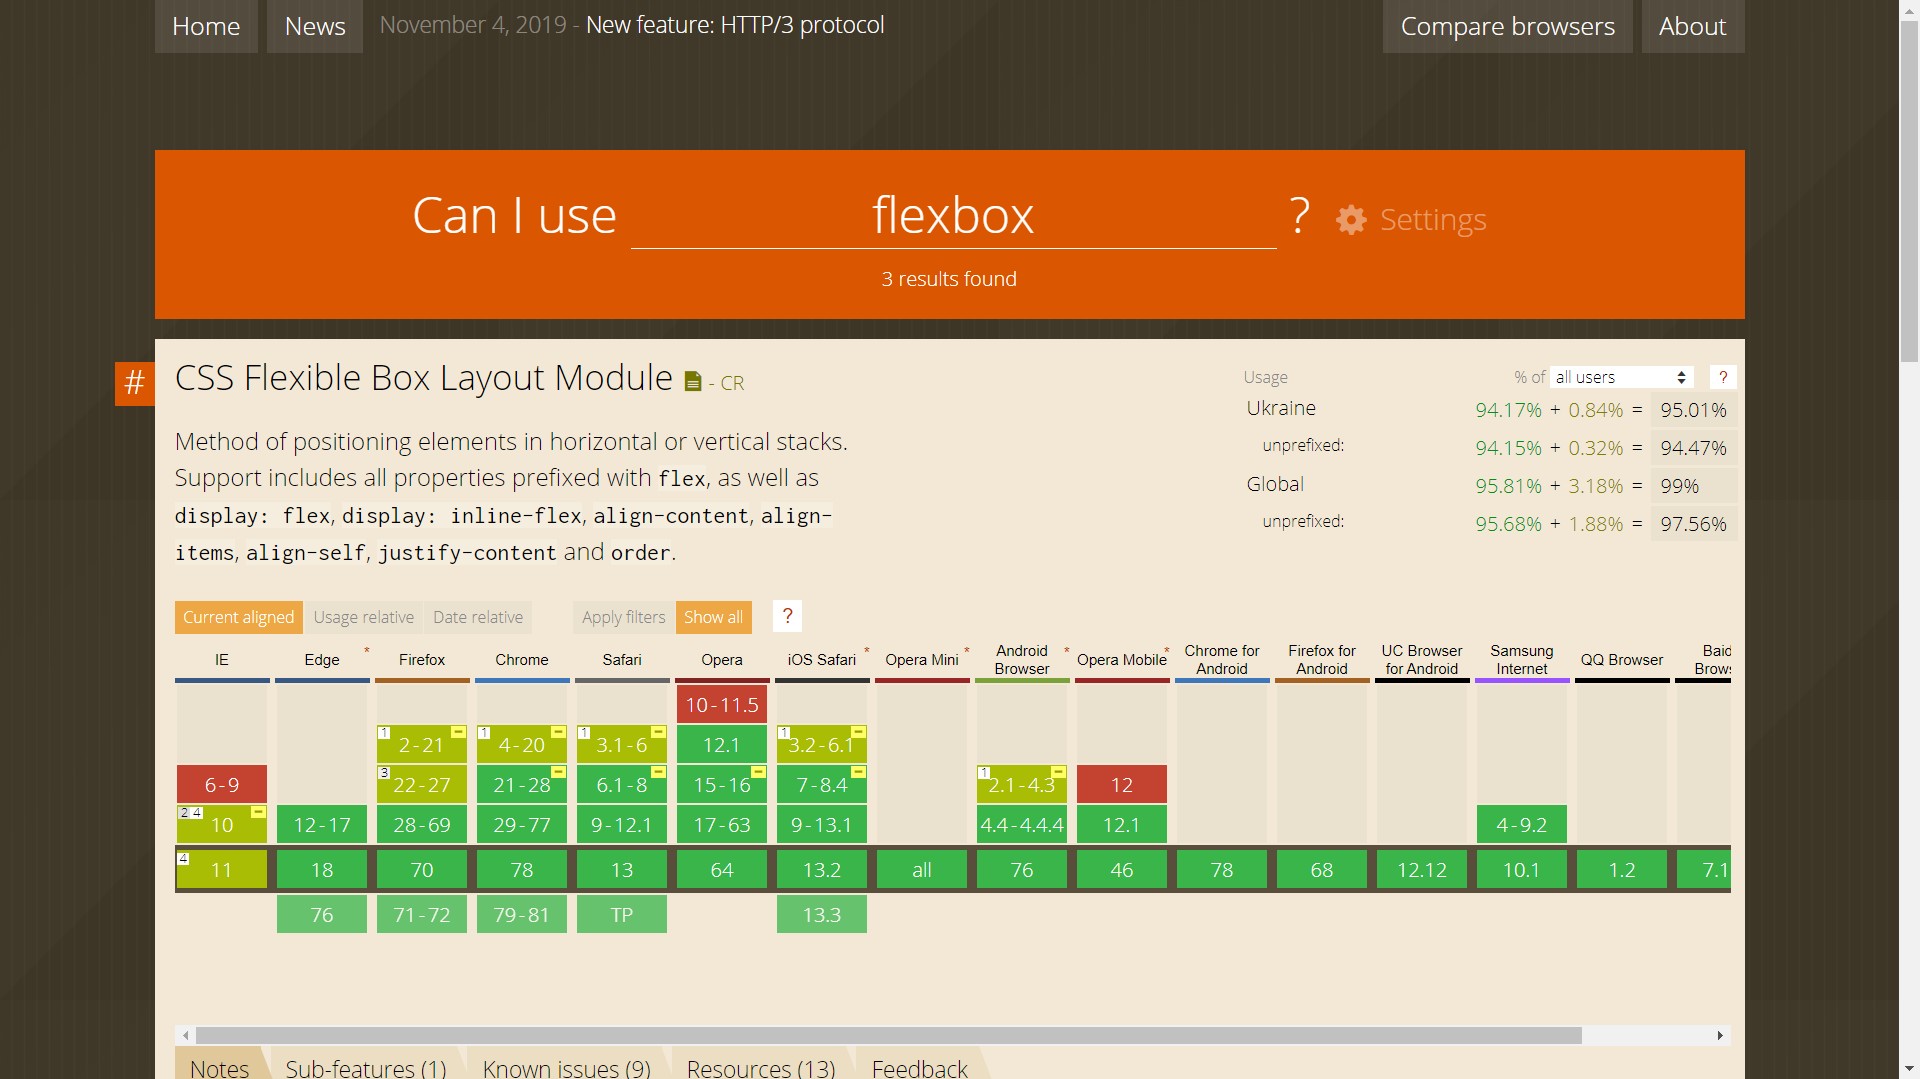 Home News November 4, 2019 - New feature: HTTP/3 protocol Compare browsers About
Can I use flexbox ? Settings
3 results found
# CSS Flexible Box Layout Module - CR
Method of positioning elements in horizontal or vertical stacks.
Support includes all properties prefixed with flex, as well as
display: flex, display: inline-flex, align-content, align-
items, align-self, justify-content and order.
Usage % of all users ?
Ukraine 94.17% + 0.84% = 95.01%
unprefixed: 94.15% + 0.32% = 94.47%
Global 95.81% + 3.18% = 99%
unprefixed: 95.68% + 1.88% = 97.56%
Current aligned Usage relative Date relative Apply filters Show all ?
IE Edge * Firefox Chrome Safari Opera iOS Safari * Opera Mini * Android Browser * Opera Mobile * Chrome for Android Firefox for Android UC Browser for Android Samsung Internet QQ Browser Baid Brows
10-11.5
1 2-21 1 4-20 1 3.1-6 12.1 1 3.2-6.1
6-9 3 22-27 21-28 6.1-8 15-16 7-8.4 1 2.1-4.3 12
2 4 10 12-17 28-69 29-77 9-12.1 17-63 9-13.1 4.4-4.4.4 12.1 4-9.2
4 11 18 70 78 13 64 13.2 all 76 46 78 68 12.12 10.1 1.2 7.1
76 71-72 79-81 TP 13.3
Notes Sub-features (1) Known issues (9) Resources (13) Feedback